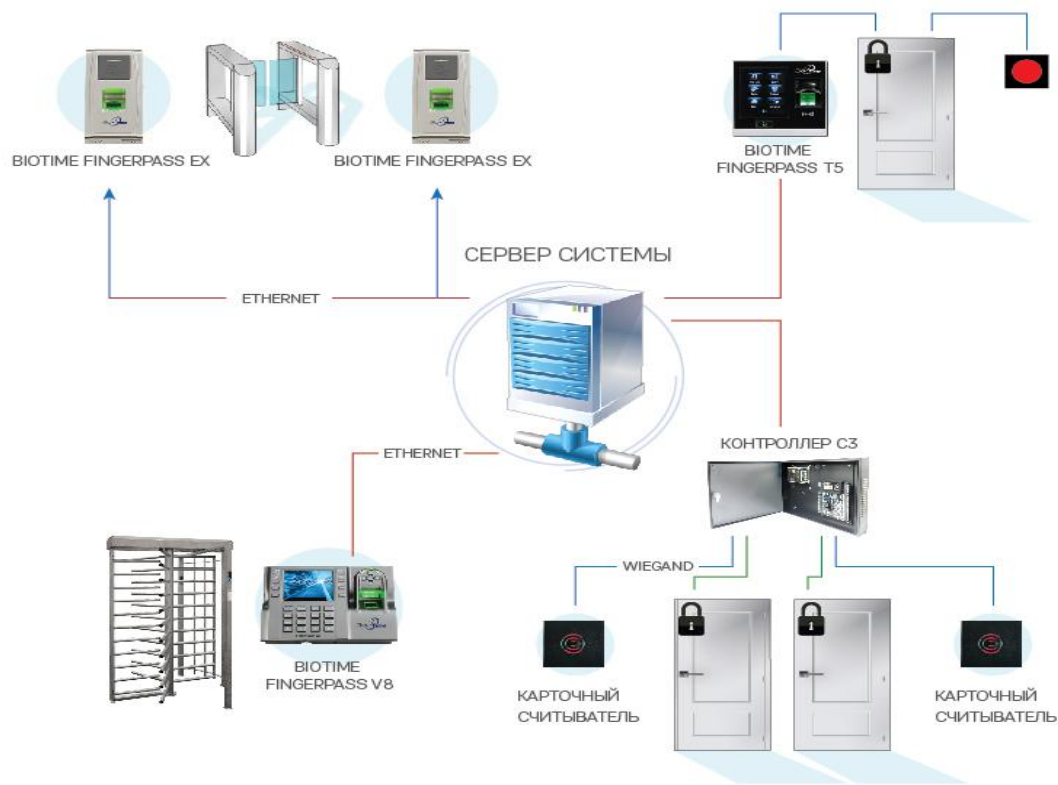 BIOTIME FINGERPASS EX
BIOTIME FINGERPASS EX
BIOTIME
FINGERPASS T5
СЕРВЕР СИСТЕМЫ
ETHERNET
ETHERNET
КОНТРОЛЛЕР C3
WIEGAND
BIOTIME
FINGERPASS V8
КАРТОЧНЫЙ
СЧИТЫВАТЕЛЬ
КАРТОЧНЫЙ
СЧИТЫВАТЕЛЬ